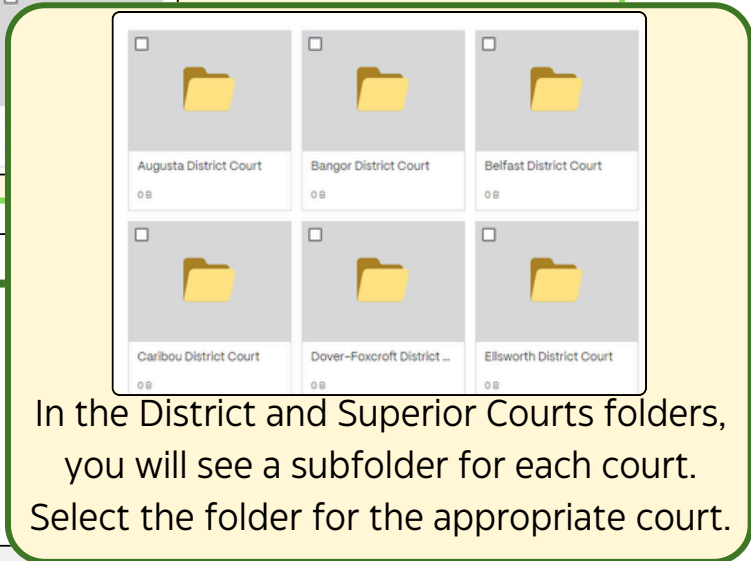 Augusta District Court
Bangor District Court
Belfast District Court
0 B
0 B
0 B
Caribou District Court
Dover-Foxcroft District ...
Ellsworth District Court
0 B
0 B
0 B
In the District and Superior Courts folders,
you will see a subfolder for each court.
Select the folder for the appropriate court.